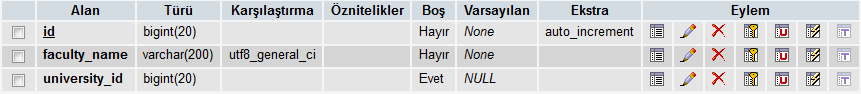 Alan Türü Karşılaştırma Öznitelikler Boş Varsayılan Ekstra Eylem
id bigint(20) Hayır None auto_increment
faculty_name varchar(200) utf8_general_ci Hayır None
university_id bigint(20) Evet NULL